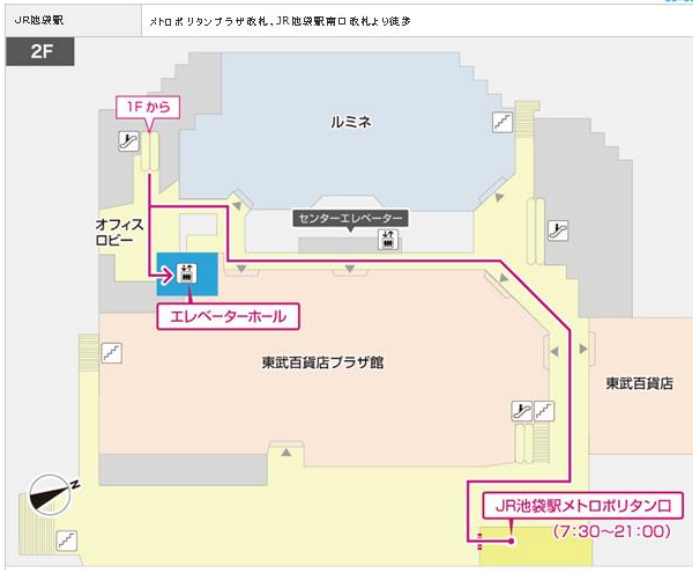 JR池袋駅
メトロポリタンプラザ改札、JR池袋駅南口改札より徒歩
2F
1Fから
ルミネ
センターエレベーター
オフィス
ロビー
エレベーターホール
東武百貨店プラザ館
東武百貨店
N
JR池袋駅メトロポリタン口
(7:30〜21:00)